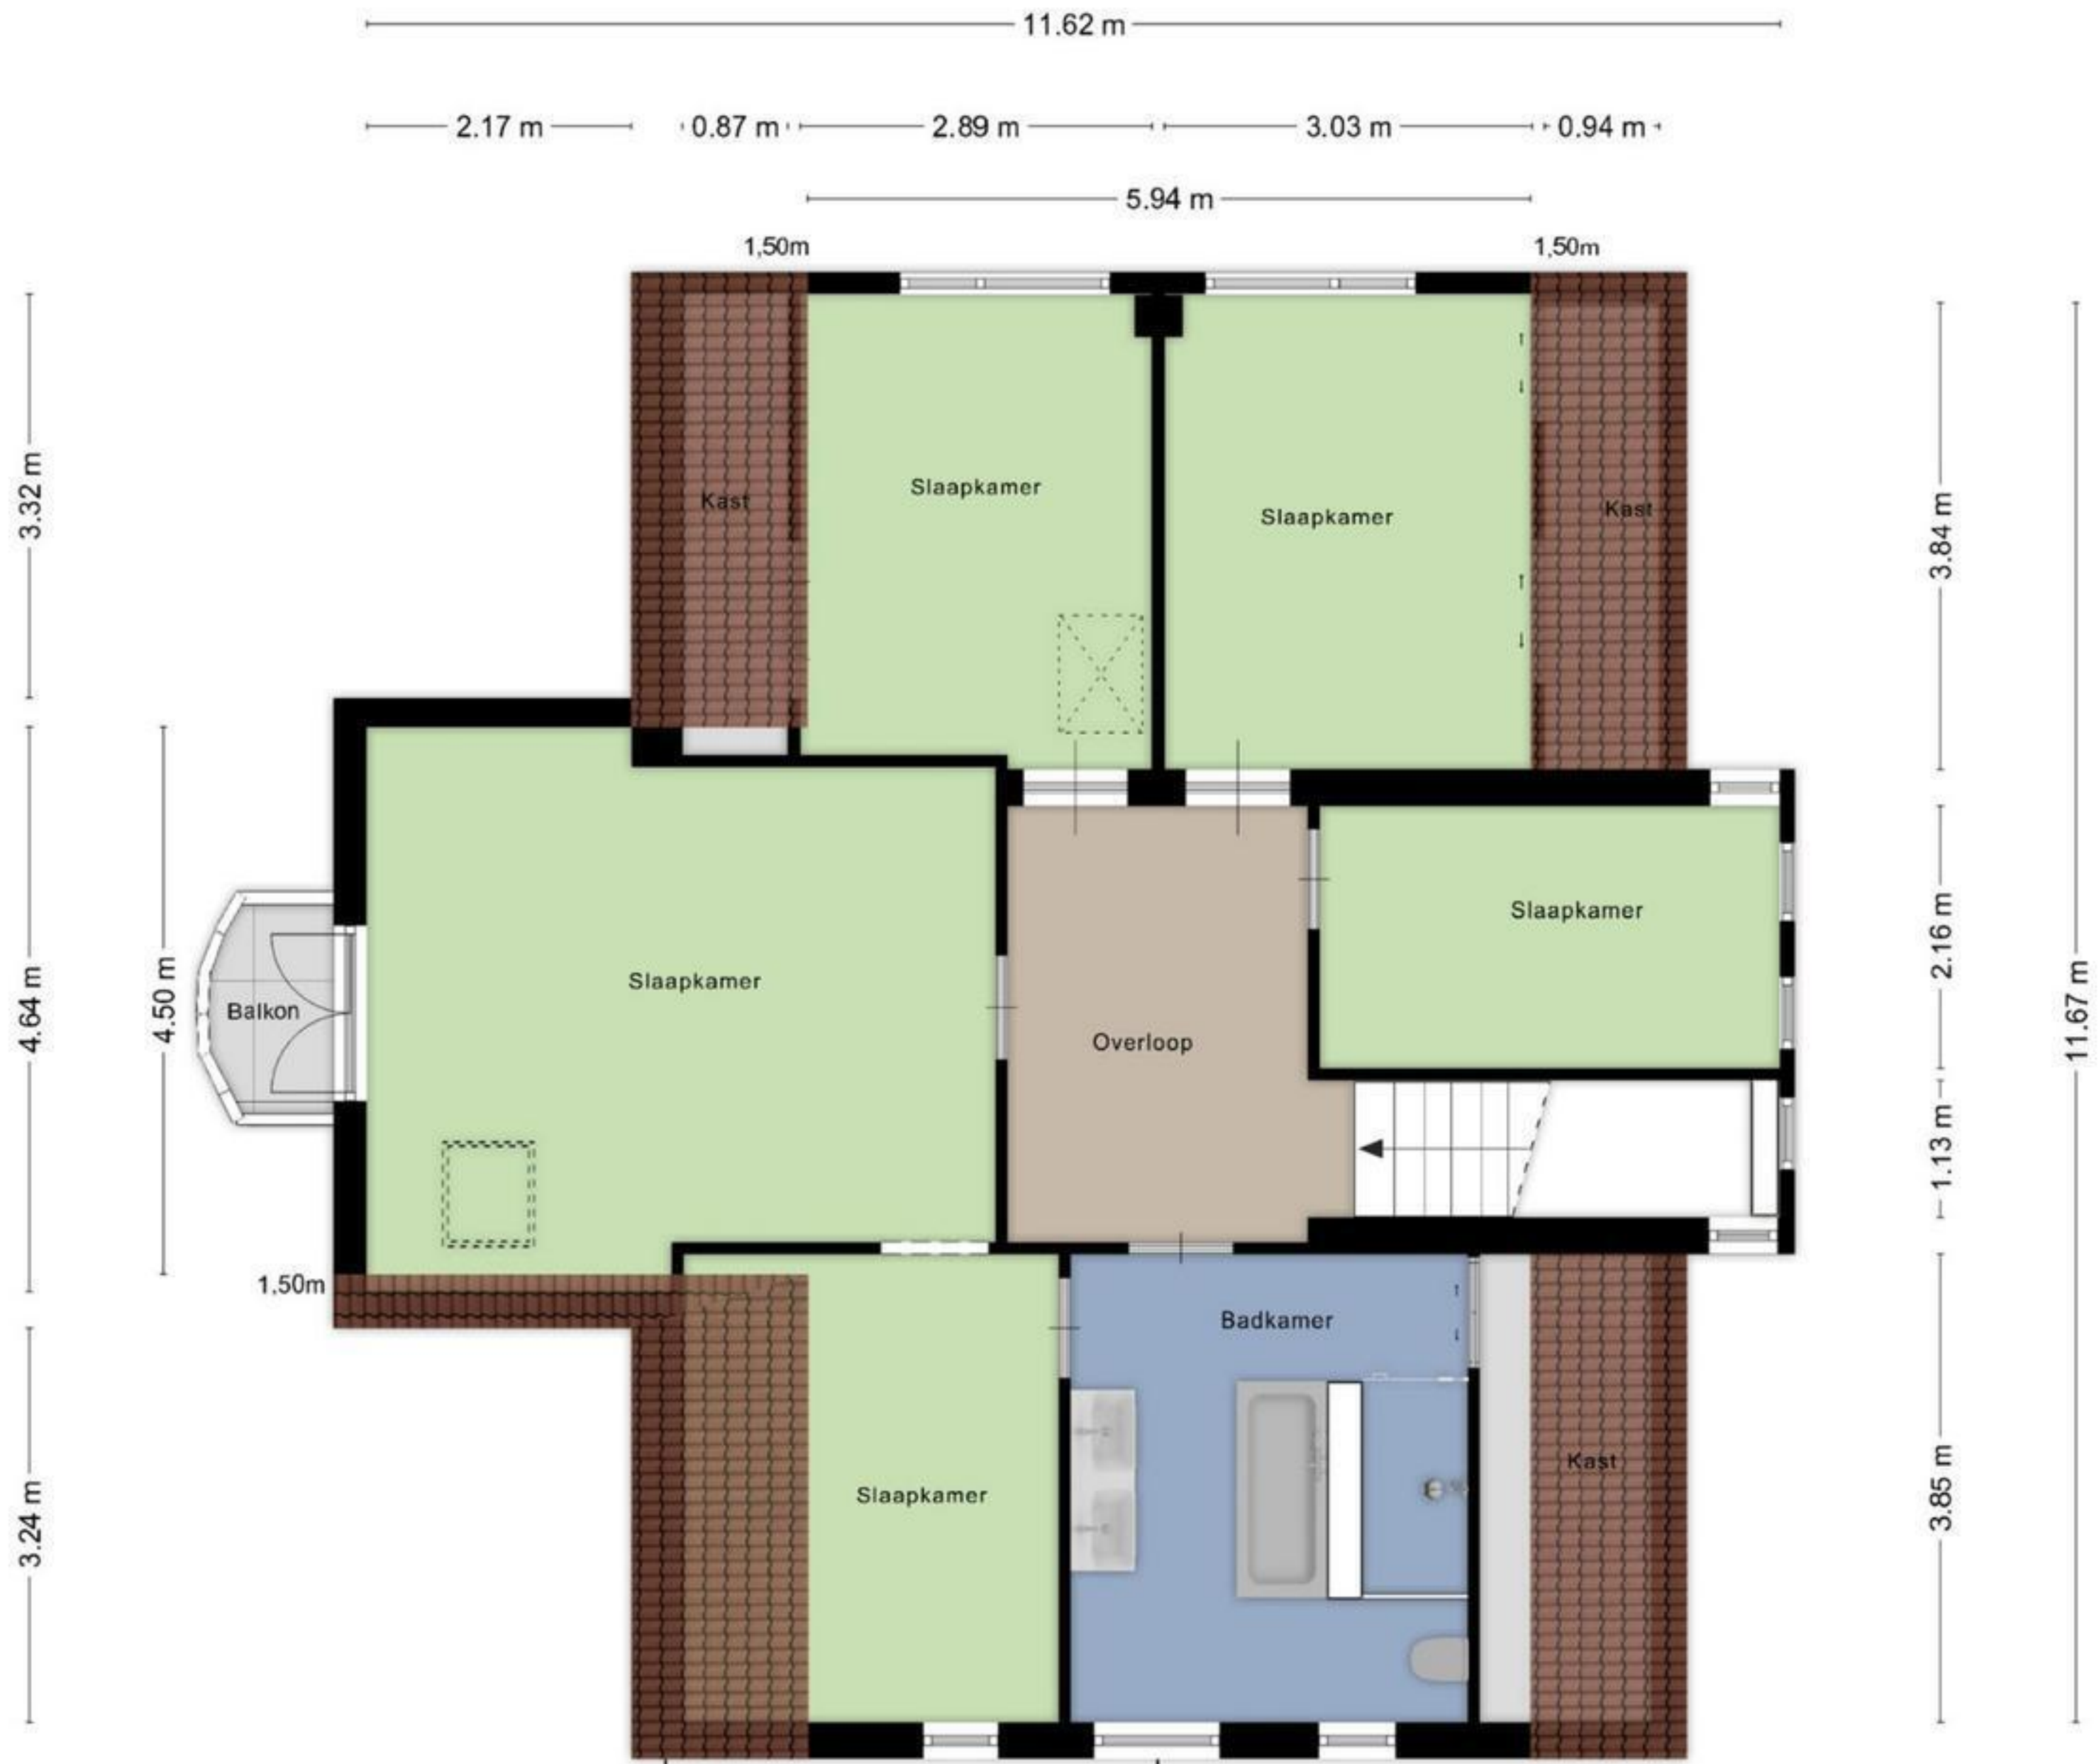 11.62 m
2.17 m
0.87 m
2.89 m
3.03 m
0.94 m
5.94 m
1,50m
1,50m
3.32 m
Kast
Slaapkamer
Slaapkamer
Kast
3.84 m
Slaapkamer
2.16 m
4.64 m
4.50 m
Balkon
Slaapkamer
Overloop
11.67 m
1.13 m
1,50m
Badkamer
Kast
Slaapkamer
3.24 m
3.85 m